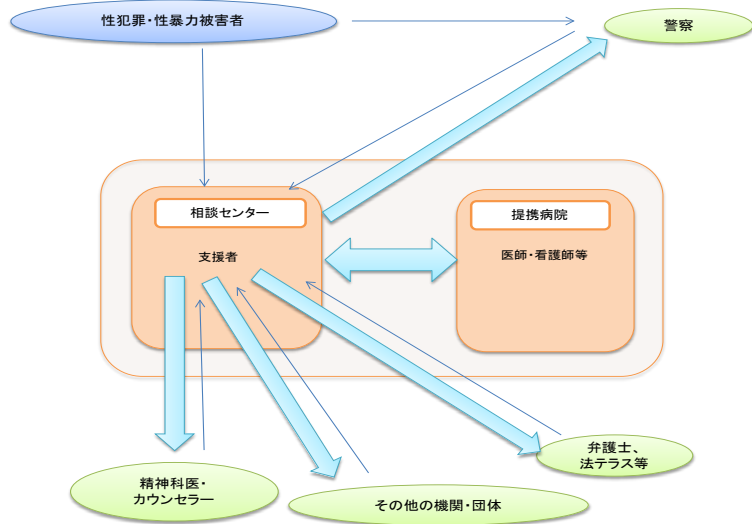 性犯罪・性暴力被害者
警察
相談センター
提携病院
支援者
医師・看護師等
弁護士、
法テラス等
精神科医・
カウンセラー
その他の機関・団体